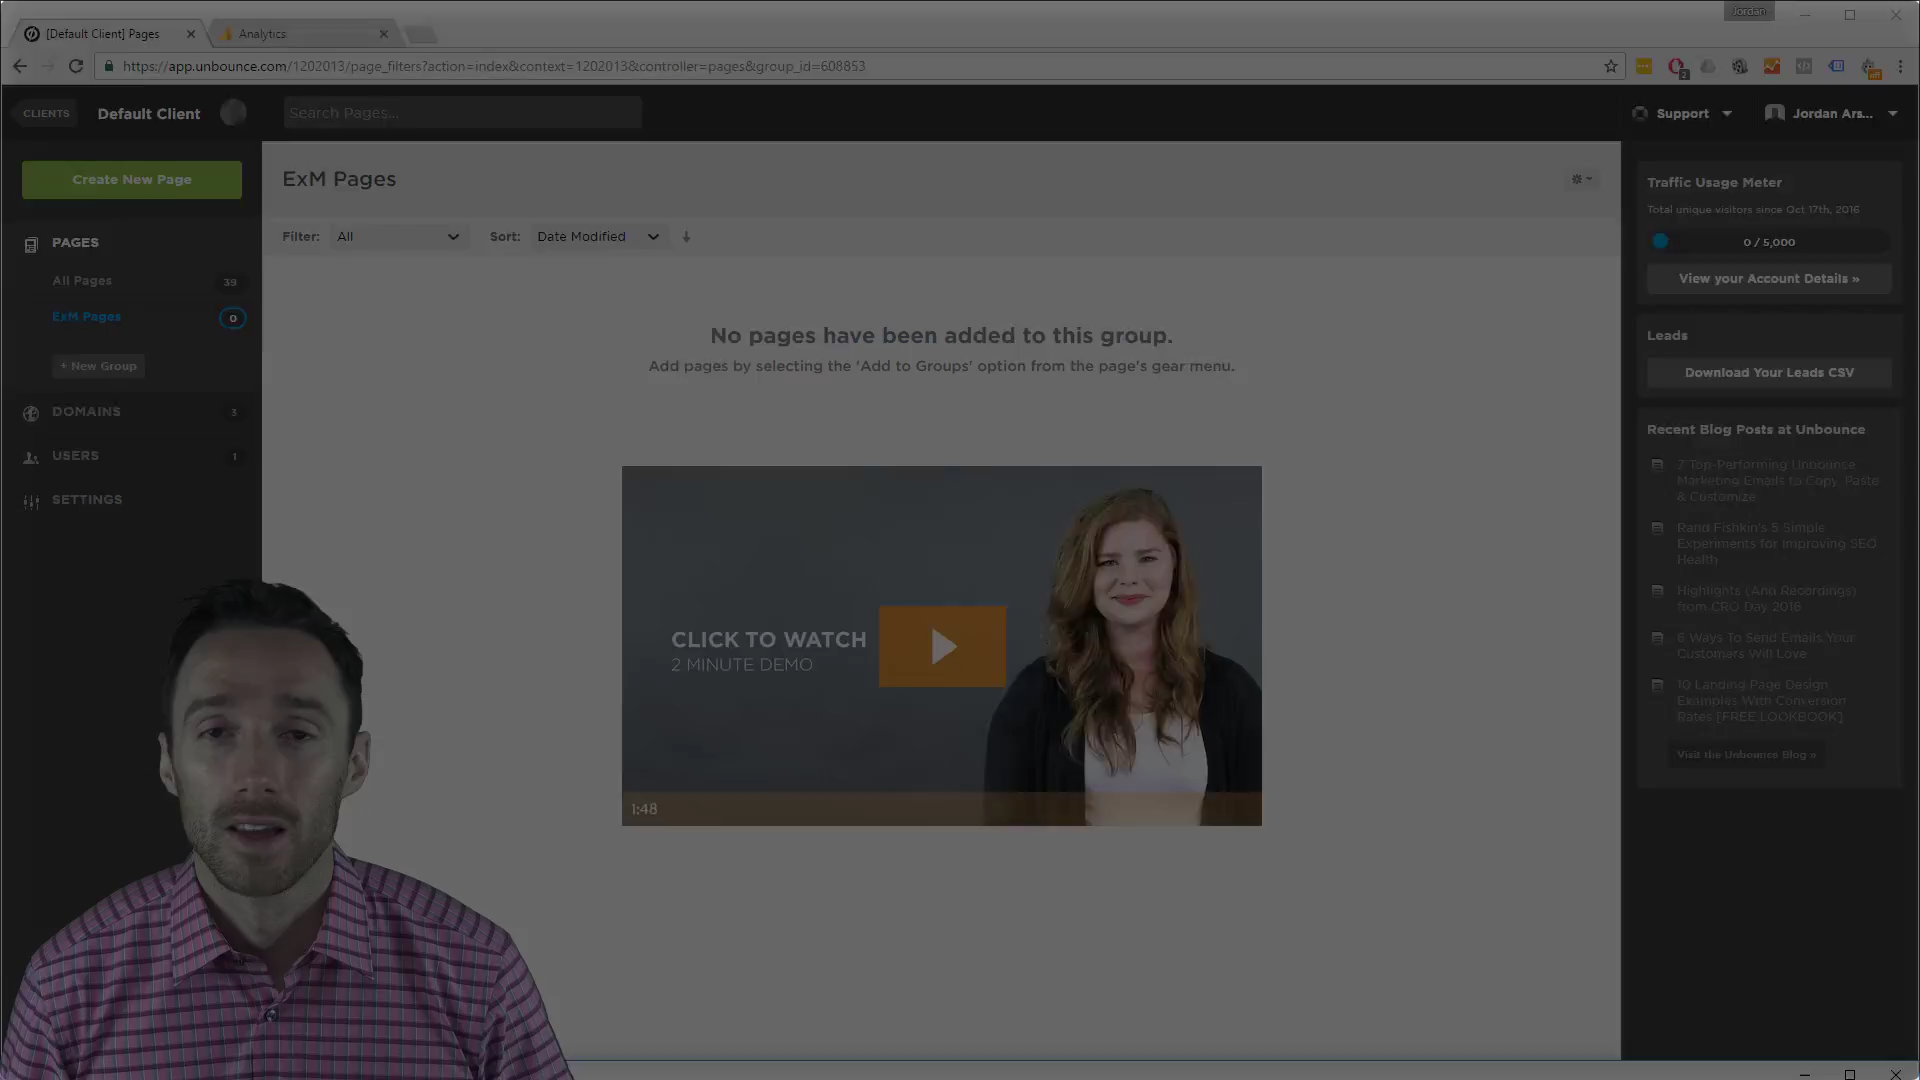 Jordan
[Default Client] Pages
Analytics
https://app.unbounce.com/1202013/page_filters?action=index&context=1202013&controller=pages&group_id=608853
2
off
CLIENTS
Default Client
Search Pages...
Support
Jordan Ars...
Create New Page
PAGES
All Pages 39
ExM Pages 0
+ New Group
DOMAINS 3
USERS 1
SETTINGS
ExM Pages
Filter: All Sort: Date Modified
No pages have been added to this group.
Add pages by selecting the 'Add to Groups' option from the page's gear menu.
CLICK TO WATCH
2 MINUTE DEMO
1:48
Traffic Usage Meter
Total unique visitors since Oct 17th, 2016
0 / 5,000
View your Account Details »
Leads
Download Your Leads CSV
Recent Blog Posts at Unbounce
7 Top-Performing Unbounce
Marketing Emails to Copy, Paste
& Customize
Rand Fishkin's 5 Simple
Experiments for Improving SEO
Health
Highlights (And Recordings)
from CRO Day 2016
6 Ways To Send Emails Your
Customers Will Love
10 Landing Page Design
Examples With Conversion
Rates [FREE LOOKBOOK]
Visit the Unbounce Blog »